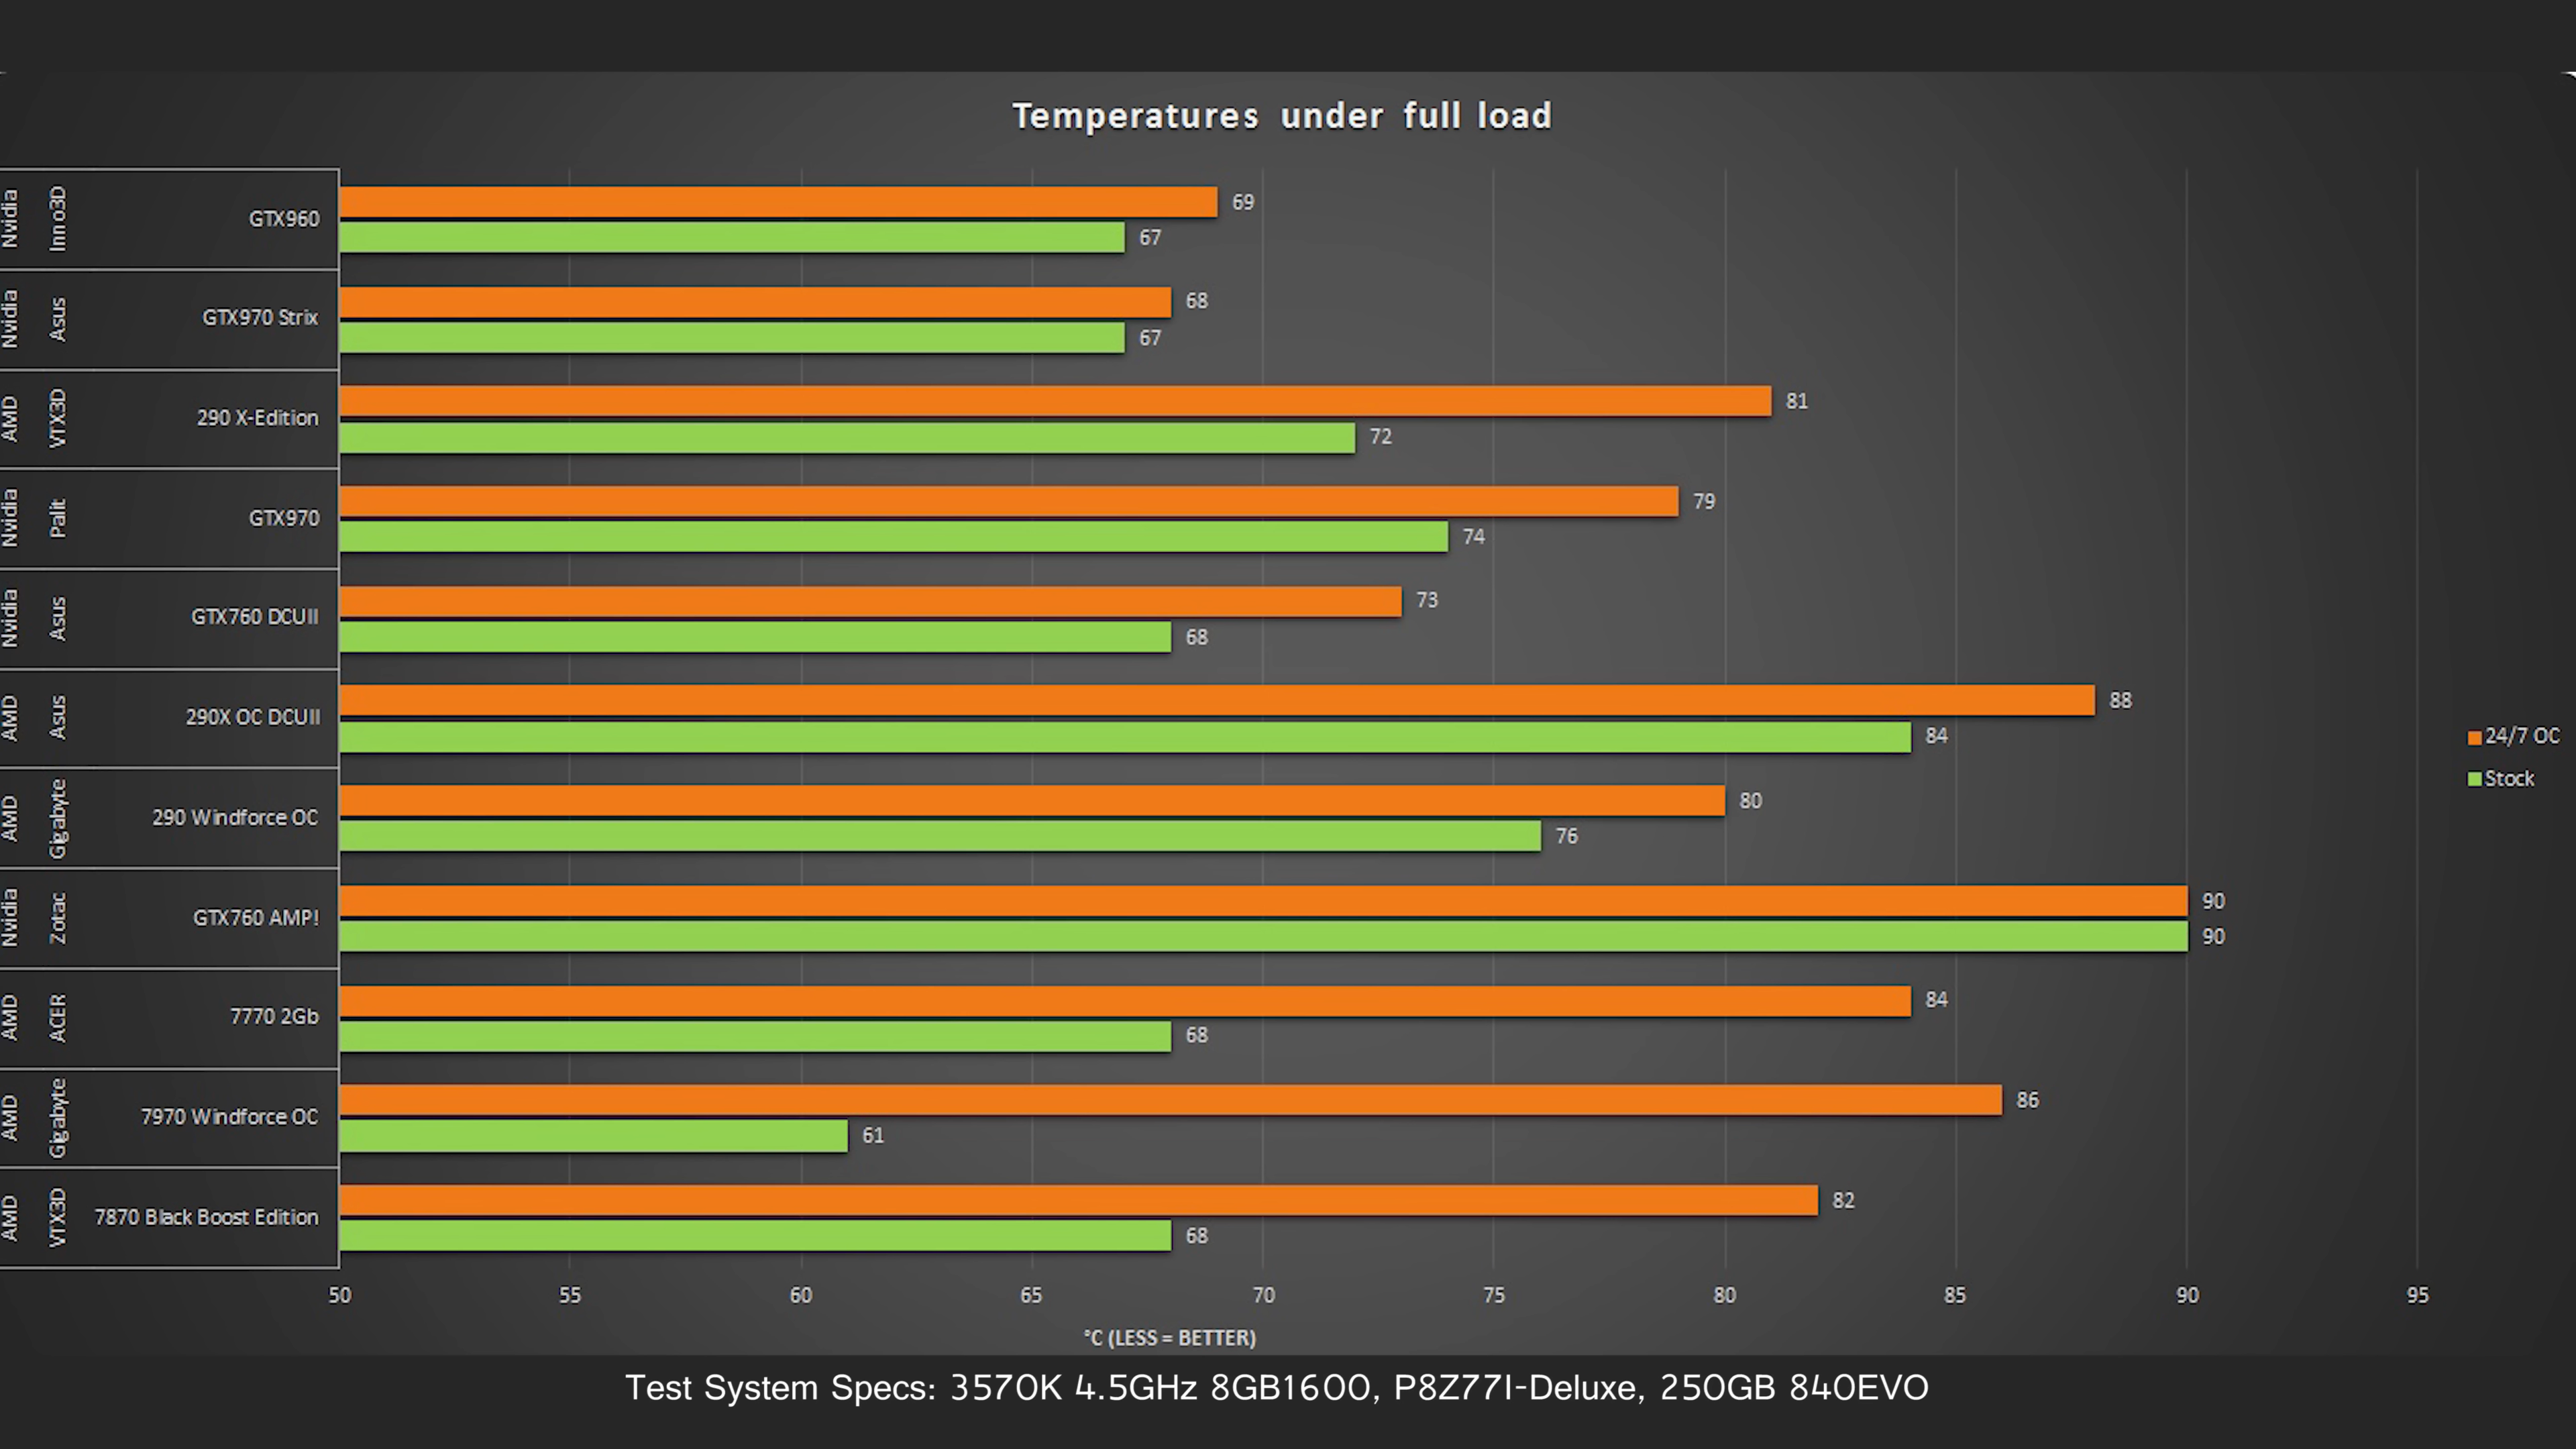 Temperatures under full load
Nvidia Inno3D GTX960 69
67
Nvidia Asus GTX970 Strix 68
67
AMD VTX3D 290 X-Edition 81
72
Nvidia Palit GTX970 79
74
Nvidia Asus GTX760 DCUII 73
68
AMD Asus 290X OC DCUII 88
84
24/7 OC
Stock
AMD Gigabyte 290 Windforce OC 80
76
Nvidia Zotac GTX760 AMP! 90
90
AMD ACER 7770 2Gb 84
68
AMD Gigabyte 7970 Windforce OC 86
61
AMD VTX3D 7870 Black Boost Edition 82
68
50 55 60 65 70 75 80 85 90 95
°C (LESS = BETTER)
Test System Specs: 3570K 4.5GHz 8GB1600, P8Z77I-Deluxe, 250GB 840EVO